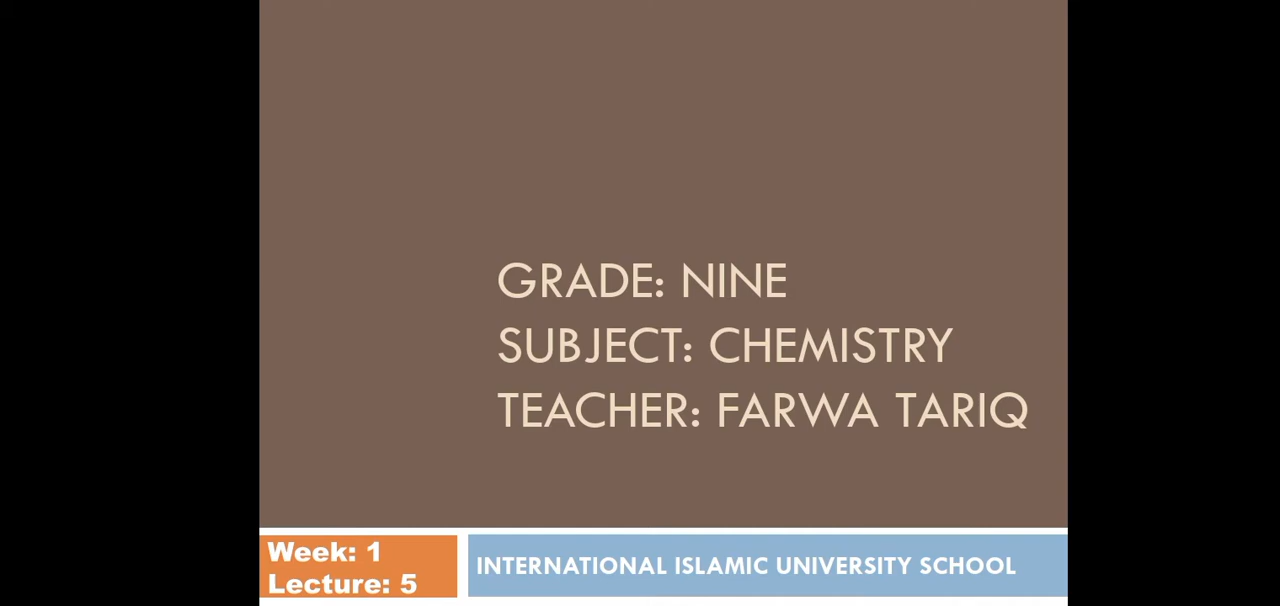 GRADE: NINE
SUBJECT: CHEMISTRY
TEACHER: FARWA TARIQ
Week: 1
Lecture: 5
INTERNATIONAL ISLAMIC UNIVERSITY SCHOOL